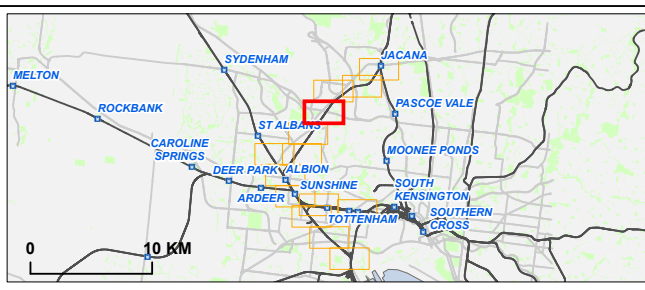 JACANA
SYDENHAM
MELTON
ROCKBANK
PASCOE VALE
ST ALBANS
CAROLINE
SPRINGS
MOONEE PONDS
DEER PARK
ALBION
ARDEER
SUNSHINE
SOUTH
KENSINGTON
TOTTENHAM
SOUTHERN
CROSS
0 10 KM